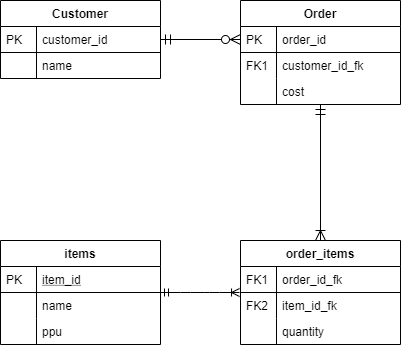 Customer
PK customer_id
name
Order
PK order_id
FK1 customer_id_fk
cost
items
PK item_id
name
ppu
order_items
FK1 order_id_fk
FK2 item_id_fk
quantity